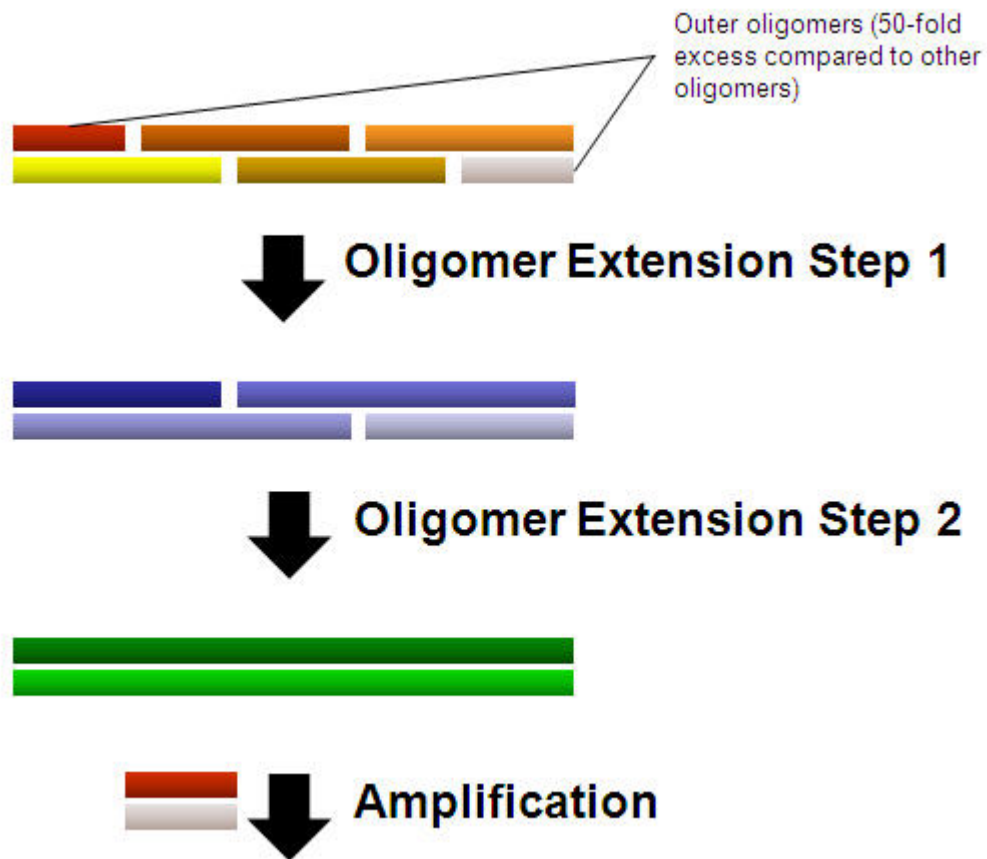 Outer oligomers (50-fold
excess compared to other
oligomers)
Oligomer Extension Step 1
Oligomer Extension Step 2
Amplification